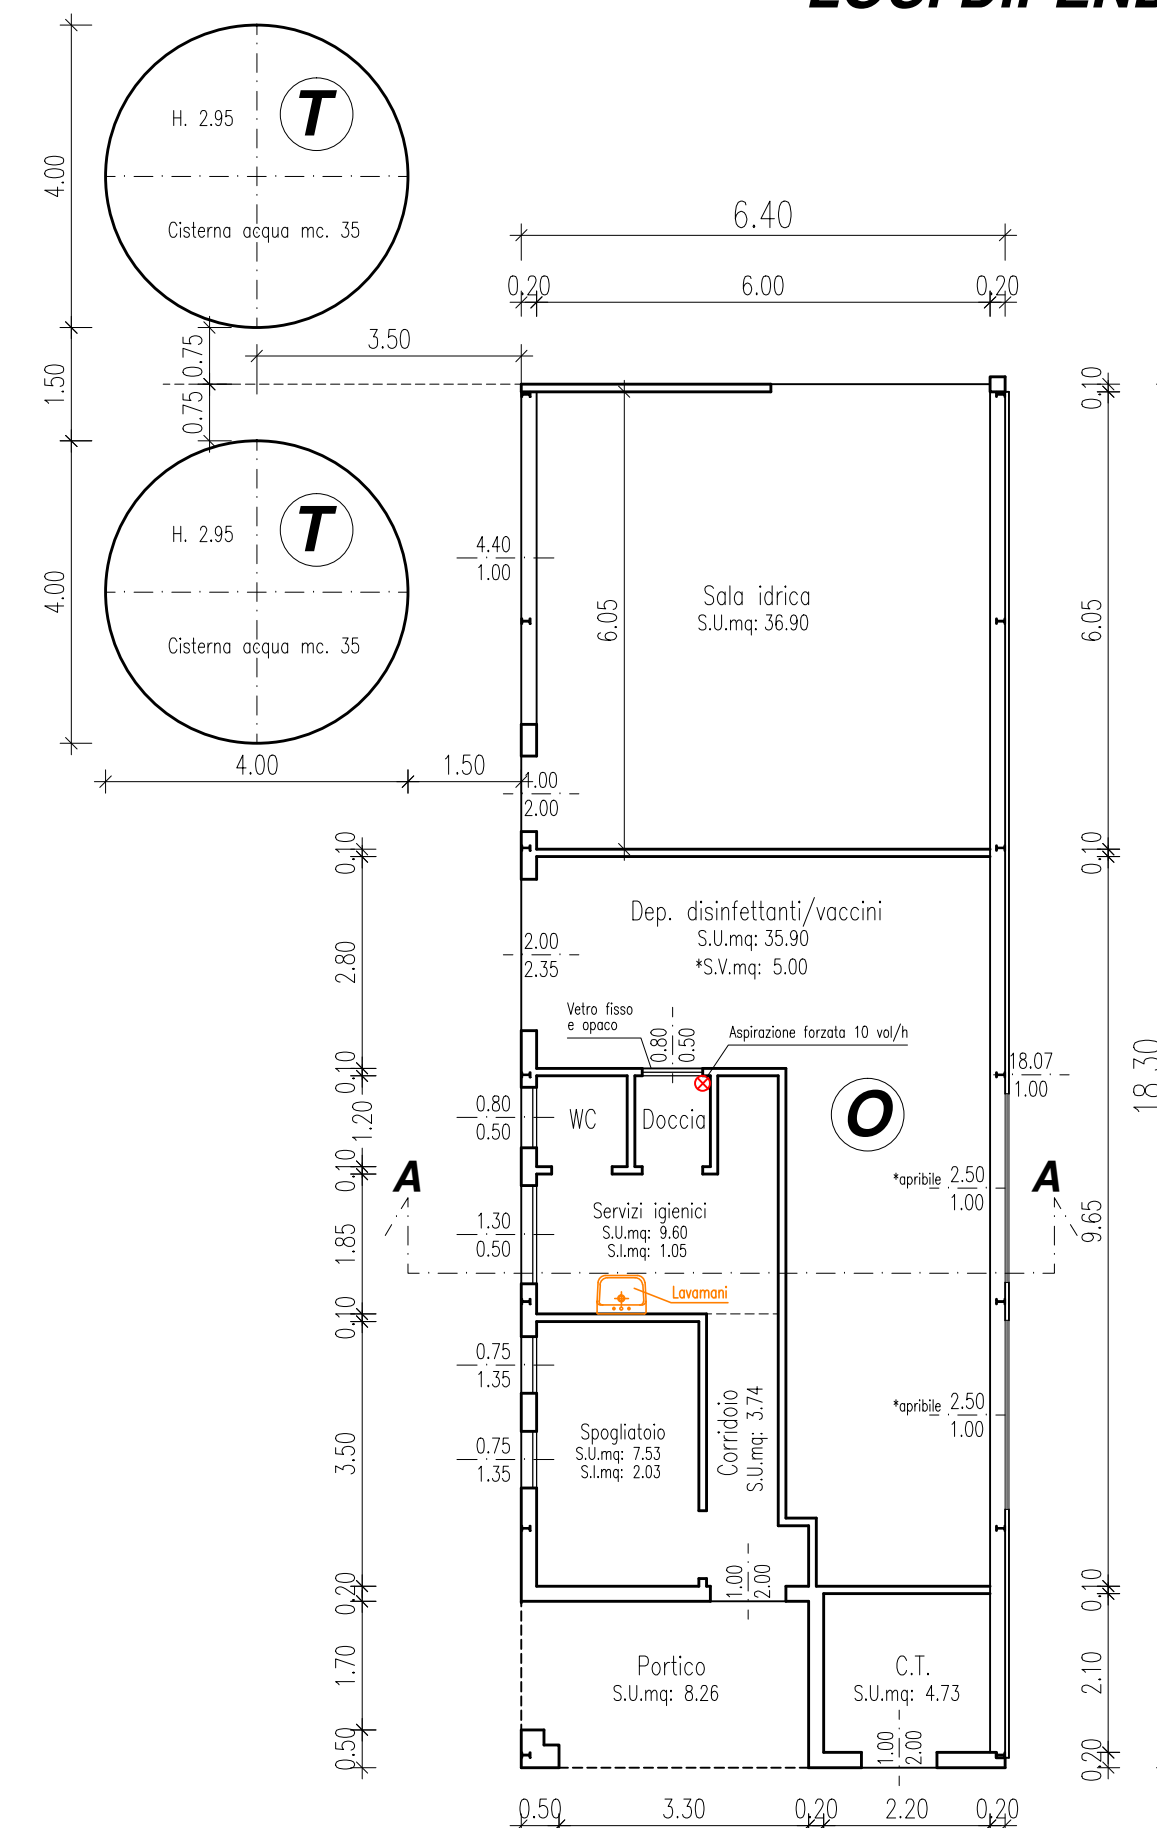 H. 2.95
T
Cisterna acqua mc. 35
4.00
6.40
0.20
6.00
0.20
3.50
0.75
1.50
0.75
0.10
H. 2.95
T
4.40
1.00
4.00
Cisterna acqua mc. 35
Sala idrica
S.U.mq: 36.90
6.05
6.05
4.00
1.50
1.00
2.00
0.10
0.10
Dep. disinfettanti/vaccini
S.U.mq: 35.90
*S.V.mq: 5.00
2.00
2.35
2.80
Vetro fisso
e opaco
0.80
0.50
Aspirazione forzata 10 vol/h
0.10
18.07
1.00
18.30
0.80
0.50
1.20
WC
Doccia
O
0.10
A
A
*apribile 2.50
1.00
Servizi igienici
S.U.mq: 9.60
S.I.mq: 1.05
1.30
0.50
1.85
9.65
Lavamani
0.10
0.75
1.35
*apribile 2.50
1.00
Corridoio
S.U.mq: 3.74
Spogliatoio
S.U.mq: 7.53
S.I.mq: 2.03
0.75
1.35
3.50
1.00
2.00
0.20
0.10
Portico
S.U.mq: 8.26
C.T.
S.U.mq: 4.73
1.70
2.10
0.50
1.00
2.00
0.20
0.50
3.30
0.20
2.20
0.20